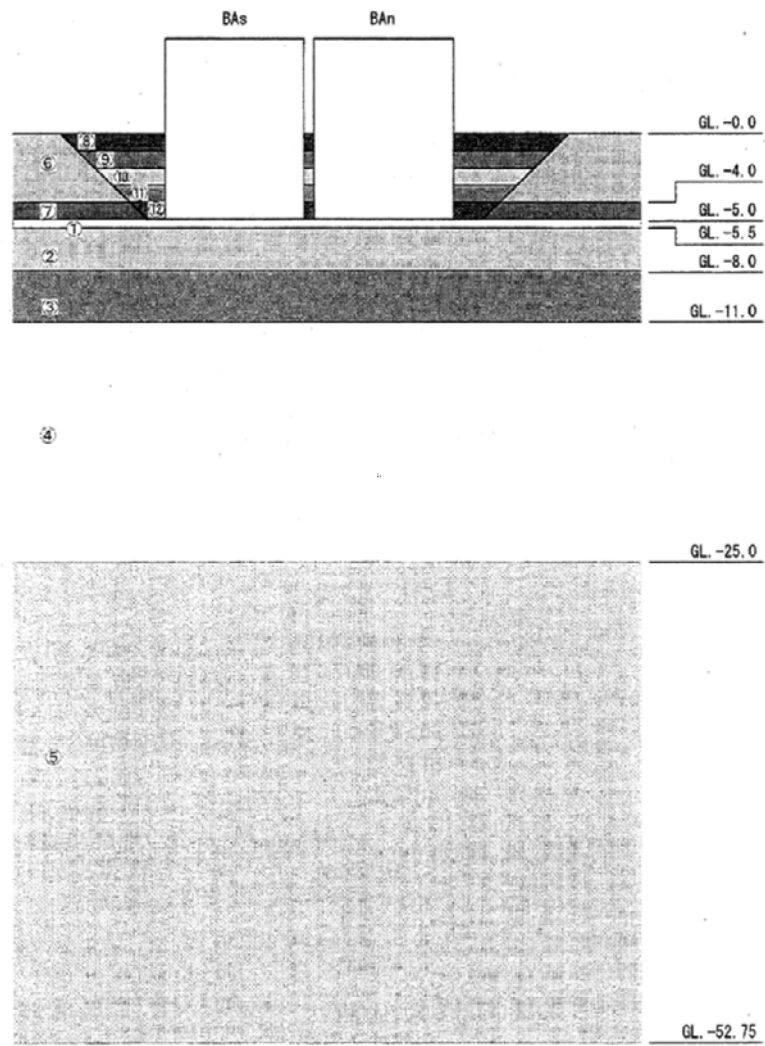 BAs BAn
GL.-0.0
⑧
⑥
⑨
GL.-4.0
⑩
⑪
⑦ ⑫
GL.-5.0
①
GL.-5.5
②
GL.-8.0
③
GL.-11.0
④
GL.-25.0
⑤
GL.-52.75